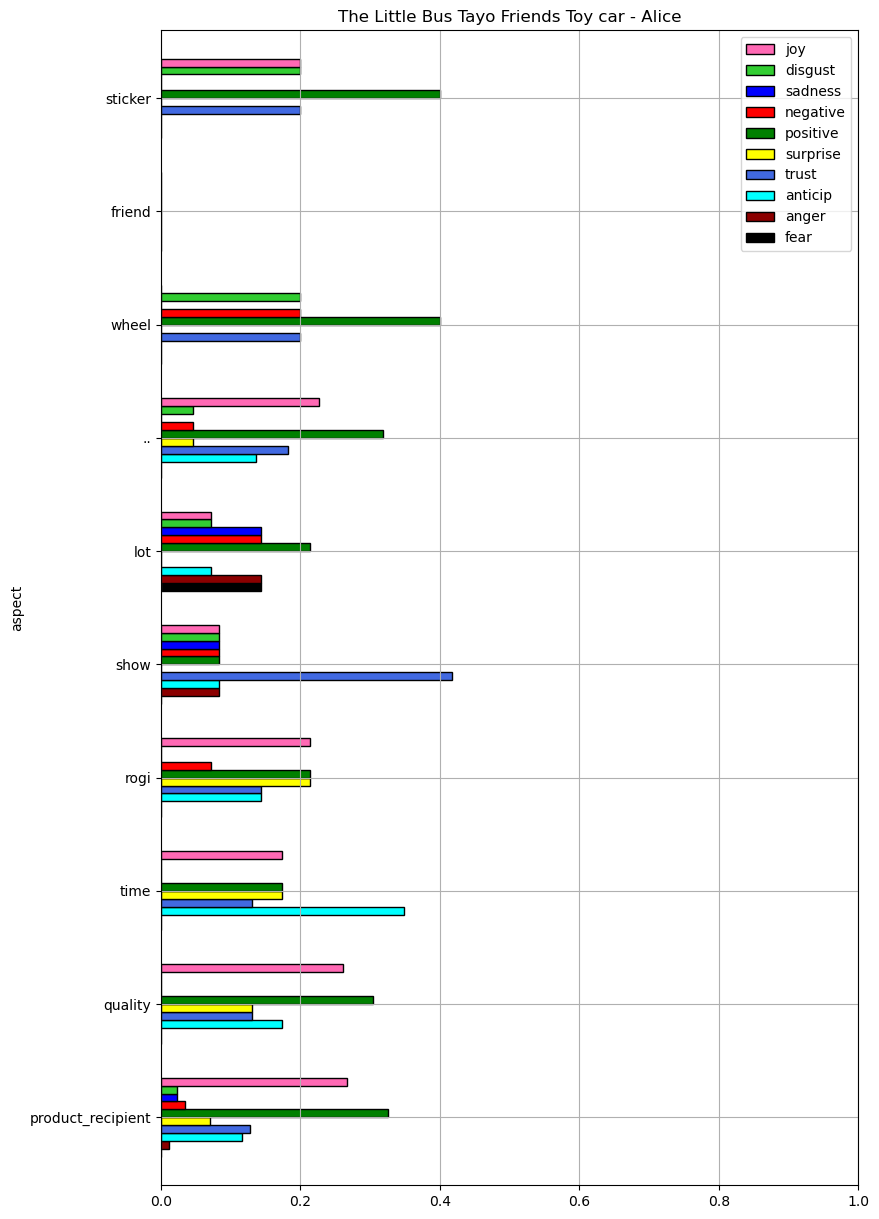 The Little Bus Tayo Friends Toy car - Alice
joy
disgust
sadness
negative
positive
surprise
trust
anticip
anger
fear
sticker
friend
wheel
..
lot
show
rogi
time
quality
product_recipient
aspect
0.0 0.2 0.4 0.6 0.8 1.0